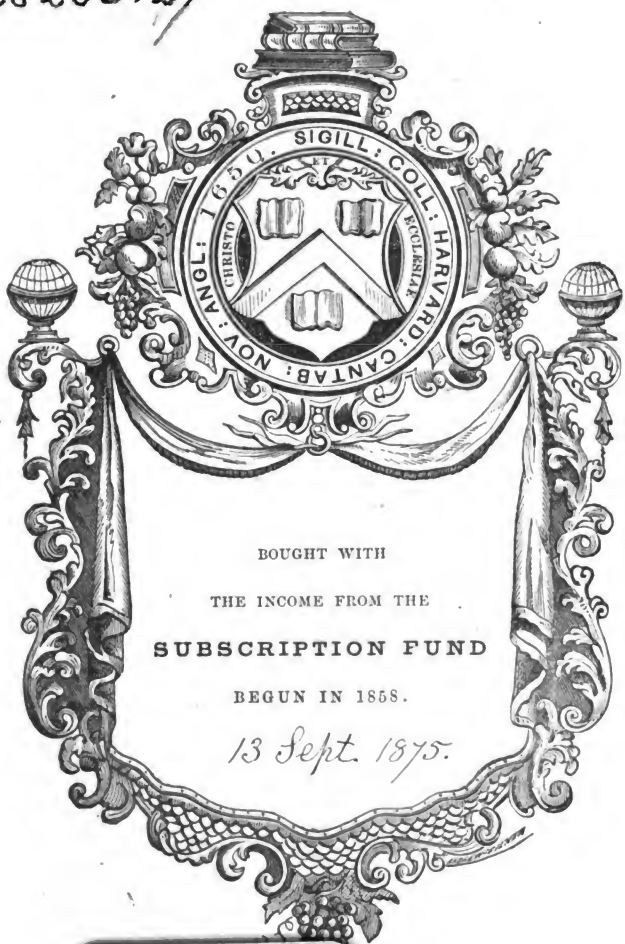 SIGILL: COLL: HARVARD: CANTAB: NOV: ANGL: 1650.
ET
CHRISTO
ECCLESIAE
BOUGHT WITH
THE INCOME FROM THE
SUBSCRIPTION FUND
BEGUN IN 1858.
13 Sept. 1875.